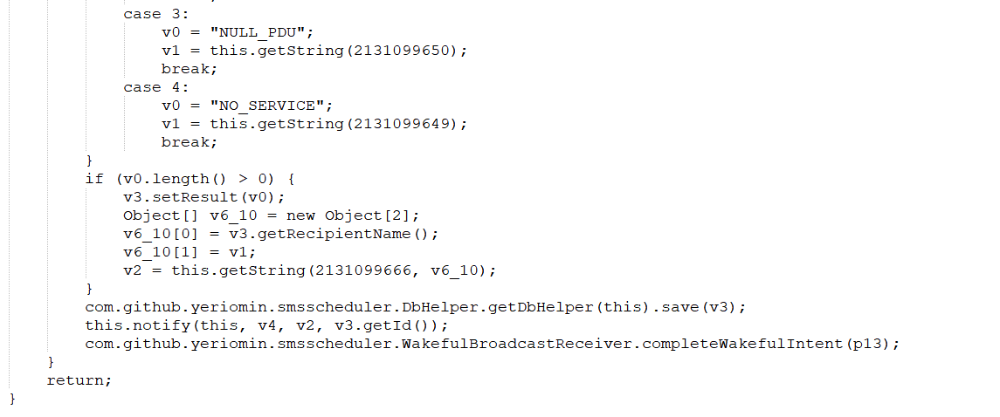 case 3:
v0 = "NULL_PDU";
v1 = this.getString(2131099650);
break;
case 4:
v0 = "NO_SERVICE";
v1 = this.getString(2131099649);
break;
}
if (v0.length() > 0) {
v3.setResult(v0);
Object[] v6_10 = new Object[2];
v6_10[0] = v3.getRecipientName();
v6_10[1] = v1;
v2 = this.getString(2131099666, v6_10);
}
com.github.yeriomin.smsscheduler.DbHelper.getDbHelper(this).save(v3);
this.notify(this, v4, v2, v3.getId());
com.github.yeriomin.smsscheduler.WakefulBroadcastReceiver.completeWakefulIntent(p13);
}
return;
}